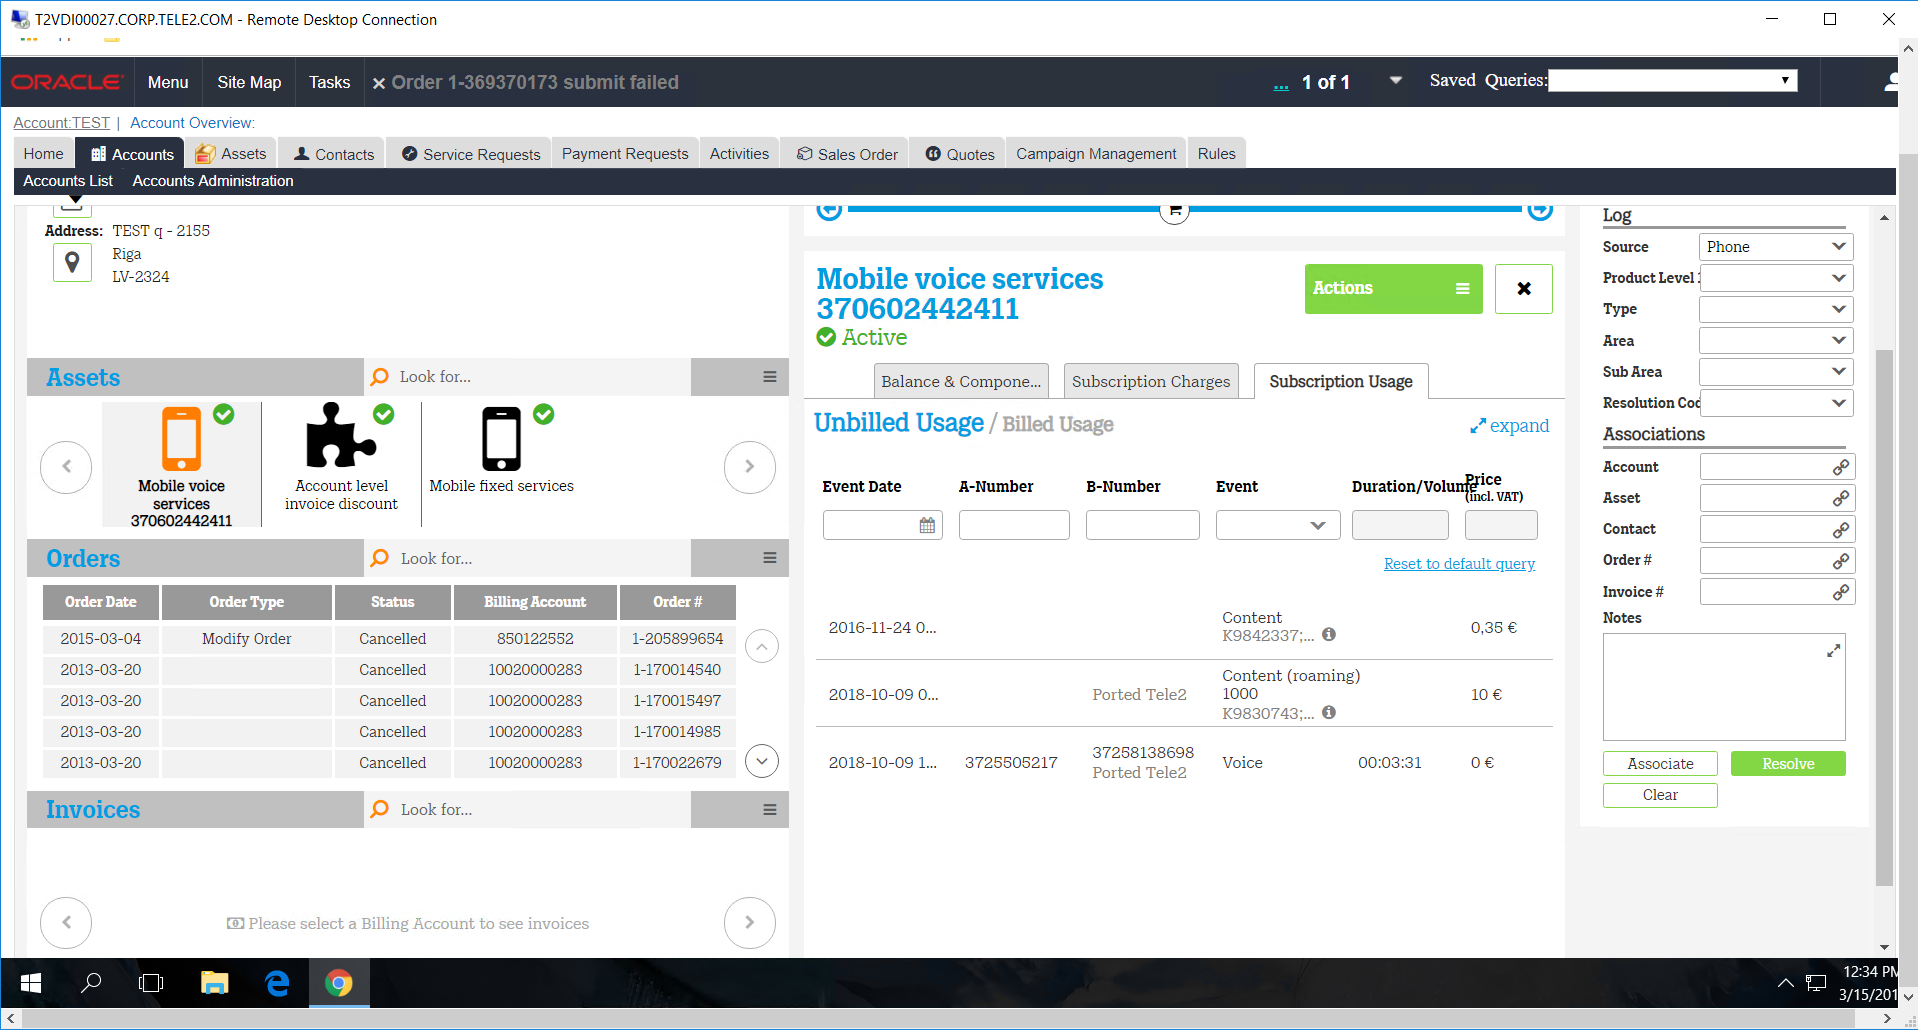 T2VDI00027.CORP.TELE2.COM - Remote Desktop Connection
ORACLE Menu Site Map Tasks × Order 1-369370173 submit failed ... 1 of 1 Saved Queries:
Account:TEST | Account Overview:
Home Accounts Assets Contacts Service Requests Payment Requests Activities Sales Order Quotes Campaign Management Rules
Accounts List Accounts Administration
Address: TEST q - 2155
Riga
LV-2324
Assets Look for...
Mobile voice
services
370602442411
Account level
invoice discount
Mobile fixed services
Orders Look for...
Order Date Order Type Status Billing Account Order #
2015-03-04 Modify Order Cancelled 850122552 1-205899654
2013-03-20 Cancelled 10020000283 1-170014540
2013-03-20 Cancelled 10020000283 1-170015497
2013-03-20 Cancelled 10020000283 1-170014985
2013-03-20 Cancelled 10020000283 1-170022679
Invoices Look for...
Please select a Billing Account to see invoices
Mobile voice services
370602442411
Active
Actions
Balance & Compone... Subscription Charges Subscription Usage
Unbilled Usage / Billed Usage expand
Event Date A-Number B-Number Event Duration/Volume Price
(incl. VAT)
Reset to default query
2016-11-24 0... Content 0,35 €
K9842337;...
2018-10-09 0... Ported Tele2 Content (roaming) 10 €
1000
K9830743;...
2018-10-09 1... 3725505217 37258138698 Voice 00:03:31 0 €
Ported Tele2
Log
Source Phone
Product Level
Type
Area
Sub Area
Resolution Cod
Associations
Account
Asset
Contact
Order #
Invoice #
Notes
Associate Resolve
Clear
12:34 PM
3/15/201